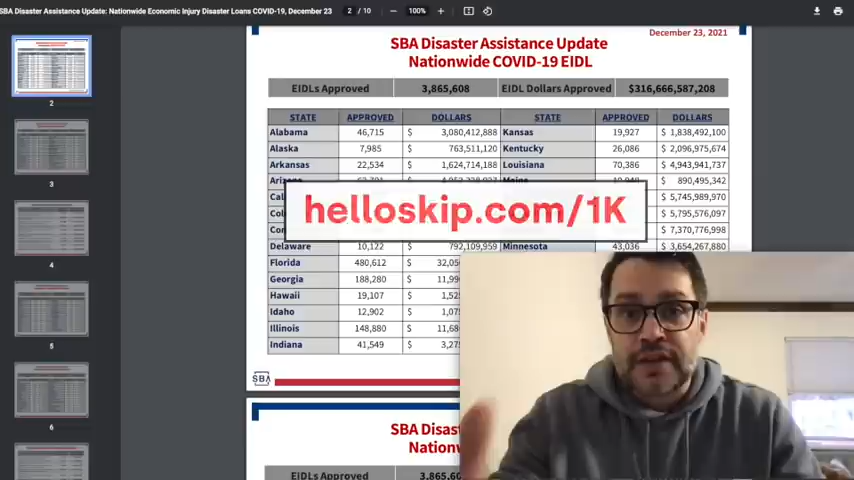 SBA Disaster Assistance Update: Nationwide Economic Injury Disaster Loans COVID-19, December 23 2 / 10 100%
December 23, 2021
SBA Disaster Assistance Update
Nationwide COVID-19 EIDL
EIDLs Approved 3,865,608 EIDL Dollars Approved $316,666,587,208
STATE APPROVED DOLLARS STATE APPROVED DOLLARS
Alabama 46,715 $ 3,080,412,888 Kansas 19,927 $ 1,838,492,100
Alaska 7,985 $ 763,511,120 Kentucky 26,086 $ 2,096,975,674
Arkansas 22,534 $ 1,624,714,188 Louisiana 70,386 $ 4,943,941,737
$ 890,495,342
$ 5,745,989,970
helloskip.com/1K
$ 5,795,576,097
$ 7,370,776,998
Delaware 10,122 $ 792,109,959 Minnesota 43,036 $ 3,654,267,880
Florida 480,612 $
Georgia 188,280 $
Hawaii 19,107 $
Idaho 12,902 $
Illinois 148,880 $
Indiana 41,549 $
SBA
2
3
4
5
6
EIDLs Approved